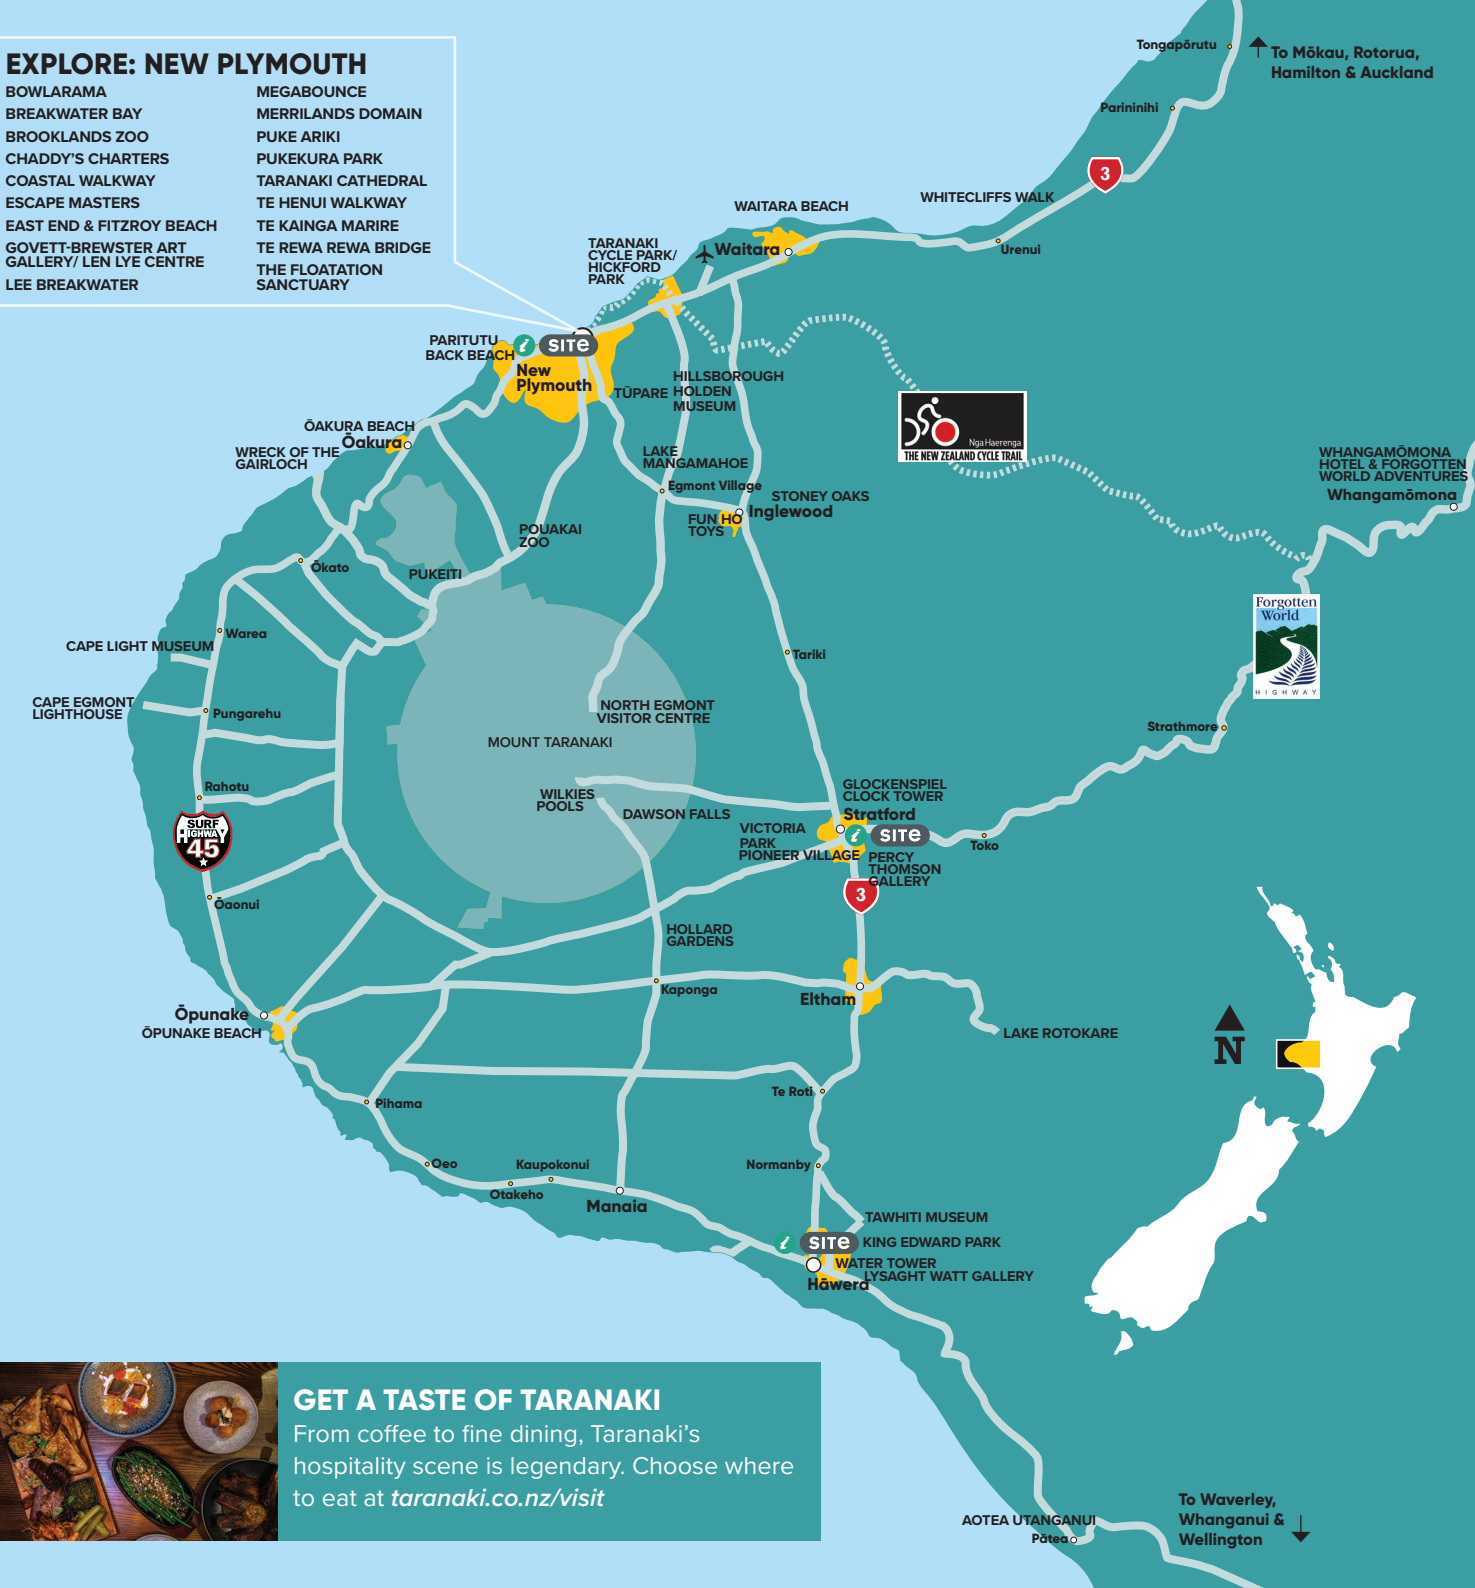 EXPLORE: NEW PLYMOUTH
BOWLARAMA
BREAKWATER BAY
BROOKLANDS ZOO
CHADDY'S CHARTERS
COASTAL WALKWAY
ESCAPE MASTERS
EAST END & FITZROY BEACH
GOVETT-BREWSTER ART
GALLERY/ LEN LYE CENTRE
LEE BREAKWATER
MEGABOUNCE
MERRILANDS DOMAIN
PUKE ARIKI
PUKEKURA PARK
TARANAKI CATHEDRAL
TE HENUI WALKWAY
TE KAINGA MARIRE
TE REWA REWA BRIDGE
THE FLOATATION
SANCTUARY
Tongapōrutu
To Mōkau, Rotorua,
Hamilton & Auckland
Parininihi
3
WHITECLIFFS WALK
WAITARA BEACH
Urenui
TARANAKI
CYCLE PARK/
HICKFORD
PARK
Waitara
PARITUTU
BACK BEACH
i SITE
New
Plymouth
TŪPARE
HILLSBOROUGH
HOLDEN
MUSEUM
Nga Haerenga
THE NEW ZEALAND CYCLE TRAIL
ŌAKURA BEACH
Ōakura
WRECK OF THE
GAIRLOCH
LAKE
MANGAMAHOE
Egmont Village
STONEY OAKS
Inglewood
FUN HO
TOYS
WHANGAMŌMONA
HOTEL & FORGOTTEN
WORLD ADVENTURES
Whangamōmona
POUAKAI
ZOO
PUKEITI
Ōkato
Forgotten
World
HIGHWAY
Warea
CAPE LIGHT MUSEUM
Tariki
CAPE EGMONT
LIGHTHOUSE
Pungarehu
NORTH EGMONT
VISITOR CENTRE
MOUNT TARANAKI
Strathmore
Rahotu
WILKIES
POOLS
DAWSON FALLS
GLOCKENSPIEL
CLOCK TOWER
Stratford
i SITE
VICTORIA
PARK
PIONEER VILLAGE
PERCY
THOMSON
GALLERY
Toko
SURF
HIGHWAY
45
3
Ōaonui
HOLLARD
GARDENS
Kaponga
Eltham
LAKE ROTOKARE
Ōpunake
ŌPUNAKE BEACH
N
Te Roti
Pihama
Oeo
Kaupokonui
Otakeho
Manaia
Normanby
TAWHITI MUSEUM
i SITE
KING EDWARD PARK
WATER TOWER
LYSAGHT WATT GALLERY
Hāwera
GET A TASTE OF TARANAKI
From coffee to fine dining, Taranaki's
hospitality scene is legendary. Choose where
to eat at taranaki.co.nz/visit
AOTEA UTANGANUI
Pātea
To Waverley,
Whanganui &
Wellington